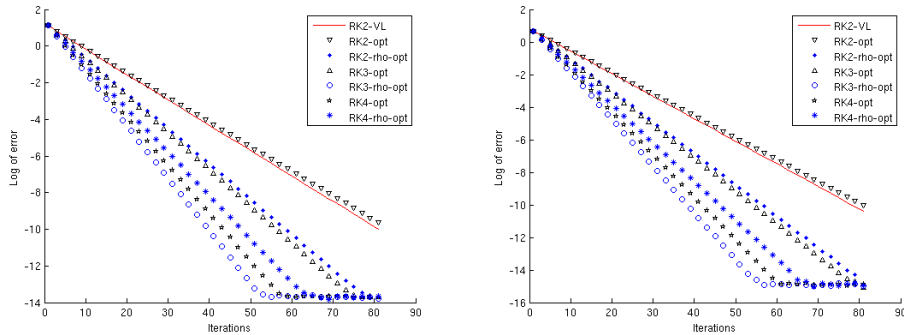 2
0
-2
-4
-6
-8
-10
-12
-14
0 10 20 30 40 50 60 70 80 90
Log of error
Iterations
RK2-VL
RK2-opt
RK2-rho-opt
RK3-opt
RK3-rho-opt
RK4-opt
RK4-rho-opt
2
0
-2
-4
-6
-8
-10
-12
-14
-16
0 10 20 30 40 50 60 70 80 90
Log of error
Iterations
RK2-VL
RK2-opt
RK2-rho-opt
RK3-opt
RK3-rho-opt
RK4-opt
RK4-rho-opt